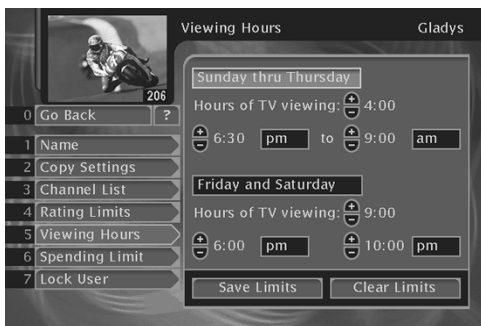 Viewing Hours Gladys
206
0 Go Back ?
1 Name
2 Copy Settings
3 Channel List
4 Rating Limits
5 Viewing Hours
6 Spending Limit
7 Lock User
Sunday thru Thursday
Hours of TV viewing: + - 4:00
+ - 6:30 pm to + - 9:00 am
Friday and Saturday
Hours of TV viewing: + - 9:00
+ - 6:00 pm + - 10:00 pm
Save Limits Clear Limits